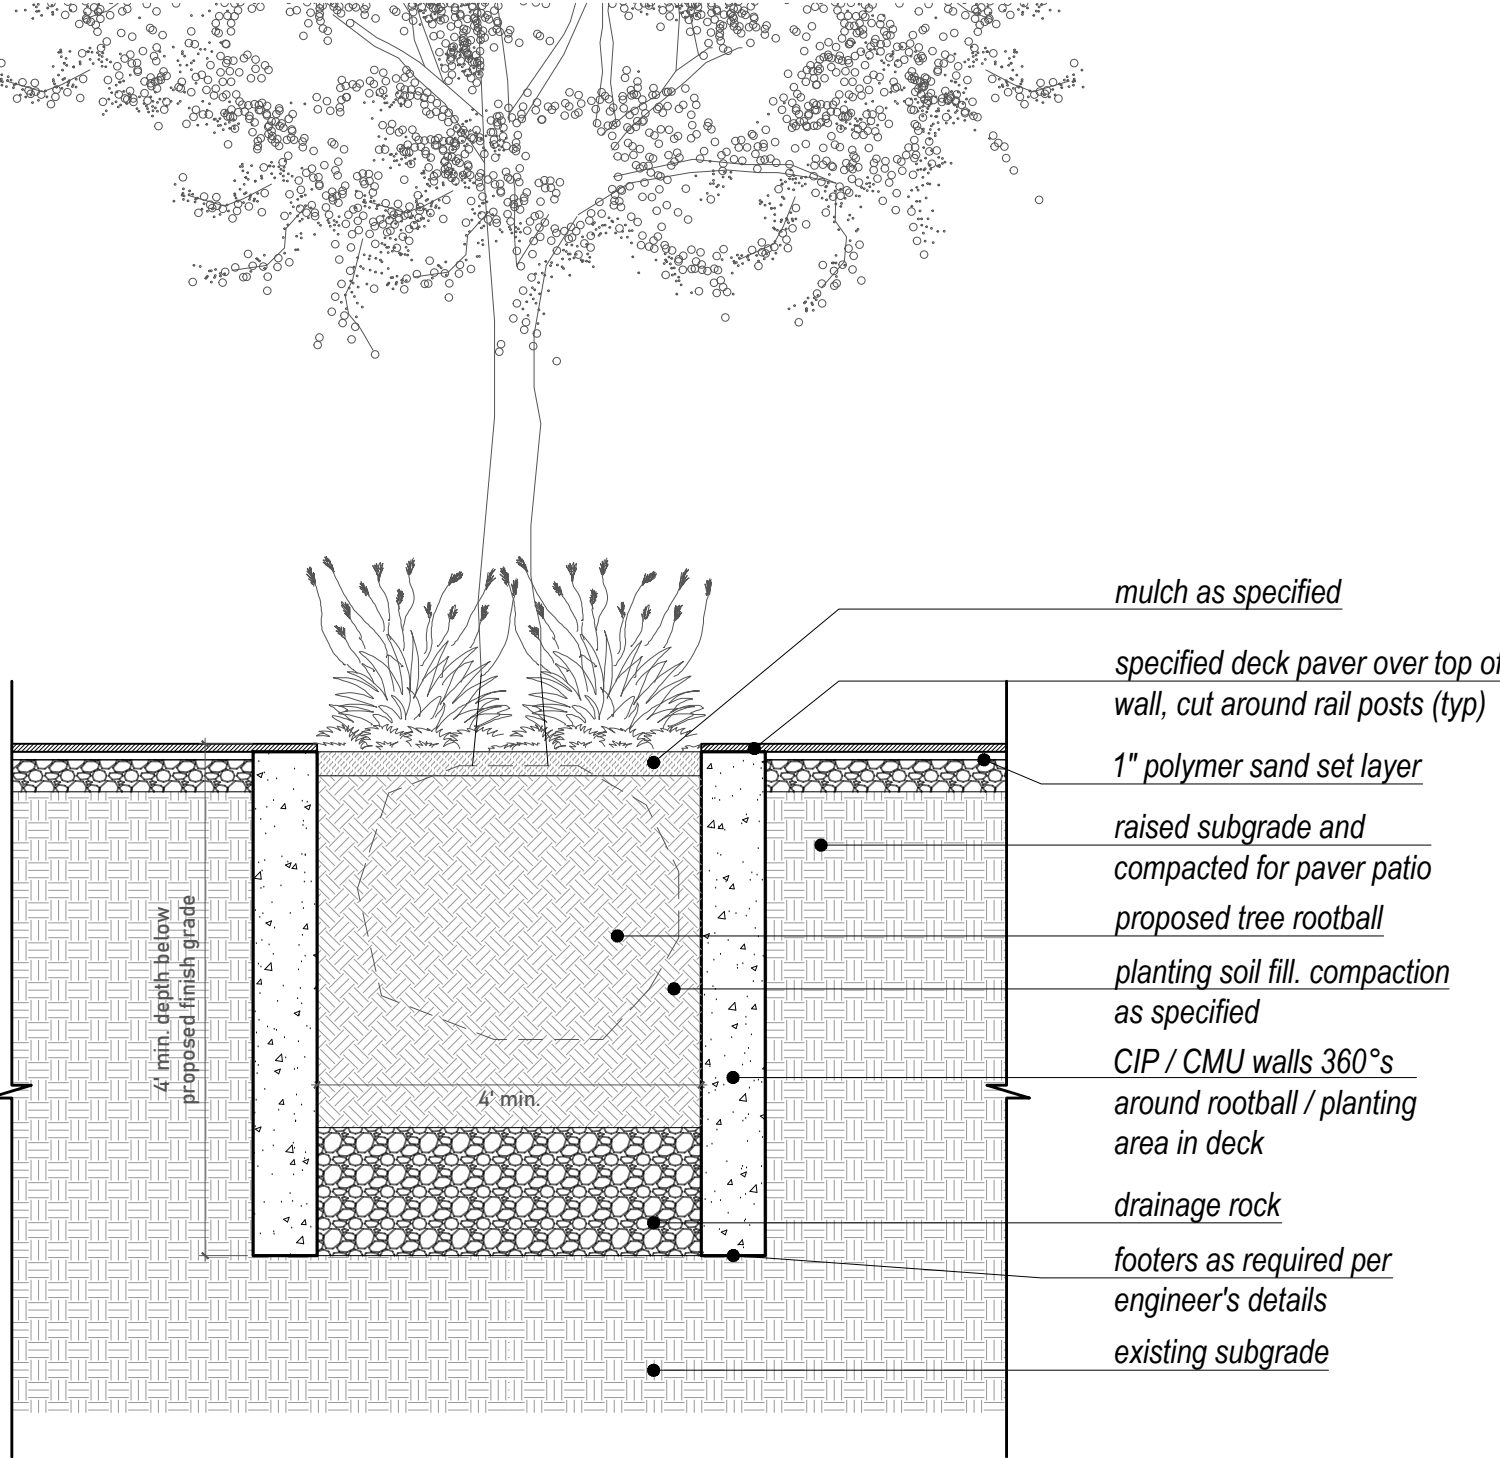 mulch as specified
specified deck paver over top of
wall, cut around rail posts (typ)
1" polymer sand set layer
raised subgrade and
compacted for paver patio
proposed tree rootball
planting soil fill. compaction
as specified
CIP / CMU walls 360°s
around rootball / planting
area in deck
drainage rock
footers as required per
engineer's details
existing subgrade
4' min. depth below
proposed finish grade
4' min.